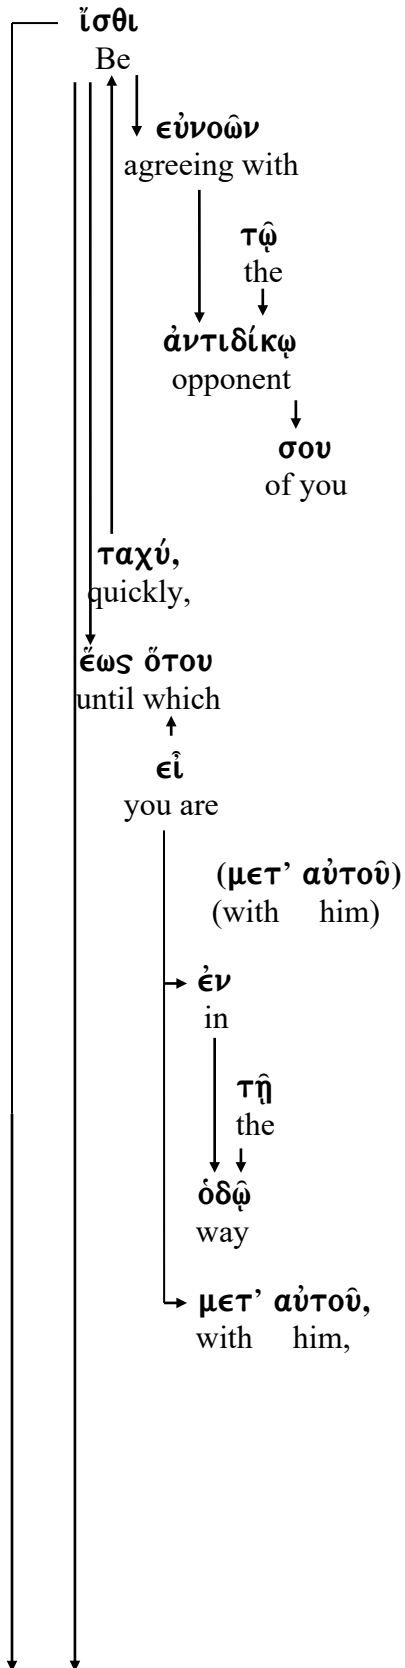 ἴσθι
Be
εὐνοῶν
agreeing with
τῷ
the
ἀντιδίκῳ
opponent
σου
of you
ταχύ,
quickly,
ἕως ὅτου
until which
εἶ
you are
(μετ’ αὐτοῦ)
(with him)
ἐν
in
τῇ
the
ὁδῷ
way
μετ’ αὐτοῦ,
with him,